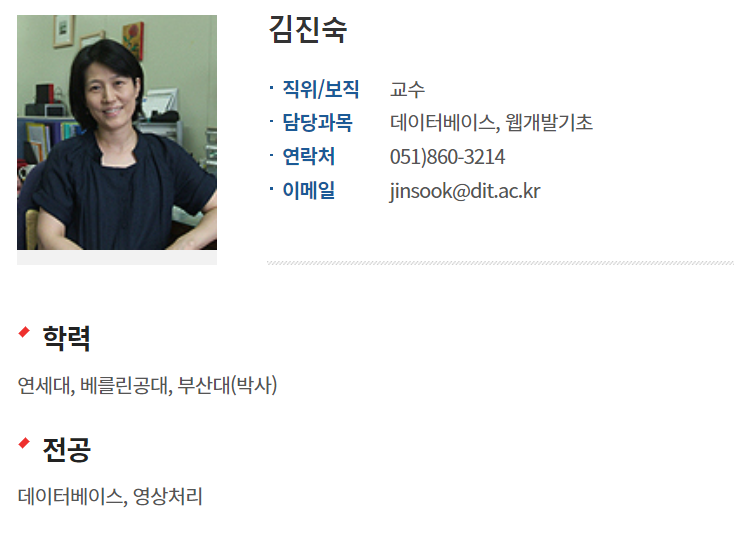 김진숙
직위/보직 교수
담당과목 데이터베이스, 웹개발기초
연락처 051)860-3214
이메일 jinsook@dit.ac.kr
학력
연세대, 베를린공대, 부산대(박사)
전공
데이터베이스, 영상처리